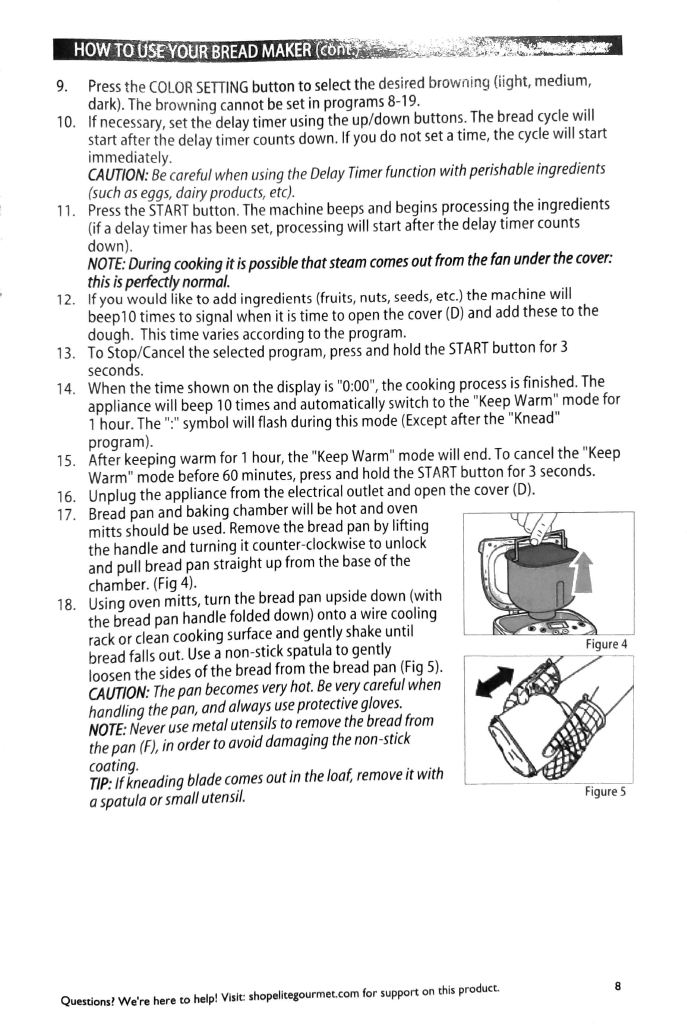 HOW TO USE YOUR BREAD MAKER (cont.)
9. Press the COLOR SETTING button to select the desired browning (light, medium,
dark). The browning cannot be set in programs 8-19.
10. If necessary, set the delay timer using the up/down buttons. The bread cycle will
start after the delay timer counts down. If you do not set a time, the cycle will start
immediately.
CAUTION: Be careful when using the Delay Timer function with perishable ingredients
(such as eggs, dairy products, etc).
11. Press the START button. The machine beeps and begins processing the ingredients
(if a delay timer has been set, processing will start after the delay timer counts
down).
NOTE: During cooking it is possible that steam comes out from the fan under the cover:
this is perfectly normal.
12. If you would like to add ingredients (fruits, nuts, seeds, etc.) the machine will
beep10 times to signal when it is time to open the cover (D) and add these to the
dough. This time varies according to the program.
13. To Stop/Cancel the selected program, press and hold the START button for 3
seconds.
14. When the time shown on the display is "0:00", the cooking process is finished. The
appliance will beep 10 times and automatically switch to the "Keep Warm" mode for
1 hour. The ":" symbol will flash during this mode (Except after the "Knead"
program).
15. After keeping warm for 1 hour, the "Keep Warm" mode will end. To cancel the "Keep
Warm" mode before 60 minutes, press and hold the START button for 3 seconds.
16. Unplug the appliance from the electrical outlet and open the cover (D).
17. Bread pan and baking chamber will be hot and oven
mitts should be used. Remove the bread pan by lifting
the handle and turning it counter-clockwise to unlock
and pull bread pan straight up from the base of the
chamber. (Fig 4).
18. Using oven mitts, turn the bread pan upside down (with
the bread pan handle folded down) onto a wire cooling
rack or clean cooking surface and gently shake until
bread falls out. Use a non-stick spatula to gently
loosen the sides of the bread from the bread pan (Fig 5).
CAUTION: The pan becomes very hot. Be very careful when
handling the pan, and always use protective gloves.
NOTE: Never use metal utensils to remove the bread from
the pan (F), in order to avoid damaging the non-stick
coating.
TIP: If kneading blade comes out in the loaf, remove it with
a spatula or small utensil.
Figure 4
Figure 5
Questions? We're here to help! Visit: shopelitegourmet.com for support on this product.
8